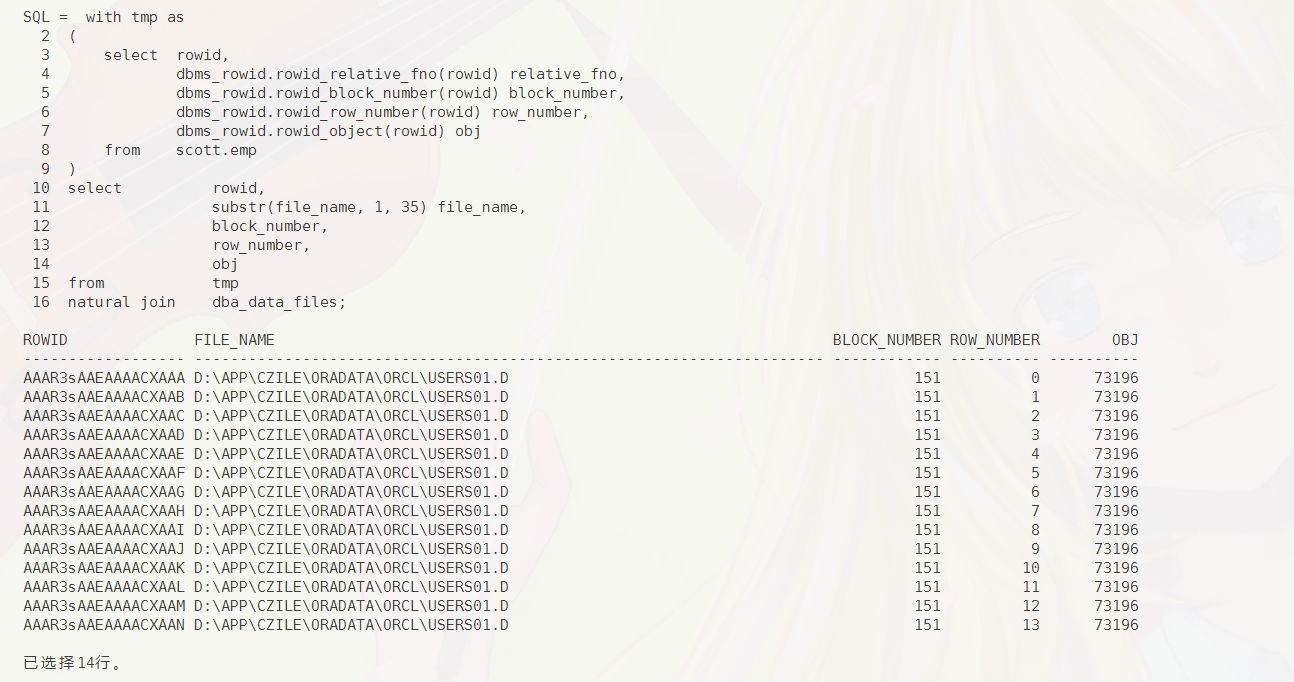 SQL =  with tmp as
  2  (
  3      select  rowid,
  4              dbms_rowid.rowid_relative_fno(rowid) relative_fno,
  5              dbms_rowid.rowid_block_number(rowid) block_number,
  6              dbms_rowid.rowid_row_number(rowid) row_number,
  7              dbms_rowid.rowid_object(rowid) obj
  8      from    scott.emp
  9  )
 10  select          rowid,
 11                  substr(file_name, 1, 35) file_name,
 12                  block_number,
 13                  row_number,
 14                  obj
 15  from            tmp
 16  natural join    dba_data_files;
ROWID              FILE_NAME                                                              BLOCK_NUMBER ROW_NUMBER        OBJ
------------------ ---------------------------------------------------------------------- ------------ ---------- ----------
AAAR3sAAEAAAACXAAA D:\APP\CZILE\ORADATA\ORCL\USERS01.D                                             151          0      73196
AAAR3sAAEAAAACXAAB D:\APP\CZILE\ORADATA\ORCL\USERS01.D                                             151          1      73196
AAAR3sAAEAAAACXAAC D:\APP\CZILE\ORADATA\ORCL\USERS01.D                                             151          2      73196
AAAR3sAAEAAAACXAAD D:\APP\CZILE\ORADATA\ORCL\USERS01.D                                             151          3      73196
AAAR3sAAEAAAACXAAE D:\APP\CZILE\ORADATA\ORCL\USERS01.D                                             151          4      73196
AAAR3sAAEAAAACXAAF D:\APP\CZILE\ORADATA\ORCL\USERS01.D                                             151          5      73196
AAAR3sAAEAAAACXAAG D:\APP\CZILE\ORADATA\ORCL\USERS01.D                                             151          6      73196
AAAR3sAAEAAAACXAAH D:\APP\CZILE\ORADATA\ORCL\USERS01.D                                             151          7      73196
AAAR3sAAEAAAACXAAI D:\APP\CZILE\ORADATA\ORCL\USERS01.D                                             151          8      73196
AAAR3sAAEAAAACXAAJ D:\APP\CZILE\ORADATA\ORCL\USERS01.D                                             151          9      73196
AAAR3sAAEAAAACXAAK D:\APP\CZILE\ORADATA\ORCL\USERS01.D                                             151         10      73196
AAAR3sAAEAAAACXAAL D:\APP\CZILE\ORADATA\ORCL\USERS01.D                                             151         11      73196
AAAR3sAAEAAAACXAAM D:\APP\CZILE\ORADATA\ORCL\USERS01.D                                             151         12      73196
AAAR3sAAEAAAACXAAN D:\APP\CZILE\ORADATA\ORCL\USERS01.D                                             151         13      73196
已选择14行。